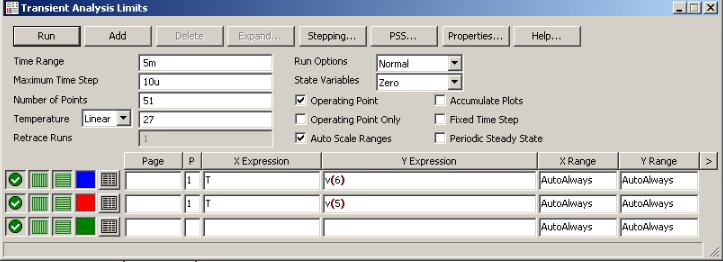 Transient Analysis Limits
Run Add Delete Expand... Stepping... PSS... Properties... Help...
Time Range 5m Run Options Normal
Maximum Time Step 10u State Variables Zero
Number of Points 51 Operating Point Accumulate Plots
Temperature Linear 27 Operating Point Only Fixed Time Step
Retrace Runs 1 Auto Scale Ranges Periodic Steady State
Page P X Expression Y Expression X Range Y Range >
1 T v(6) AutoAlways AutoAlways
1 T v(5) AutoAlways AutoAlways
AutoAlways AutoAlways